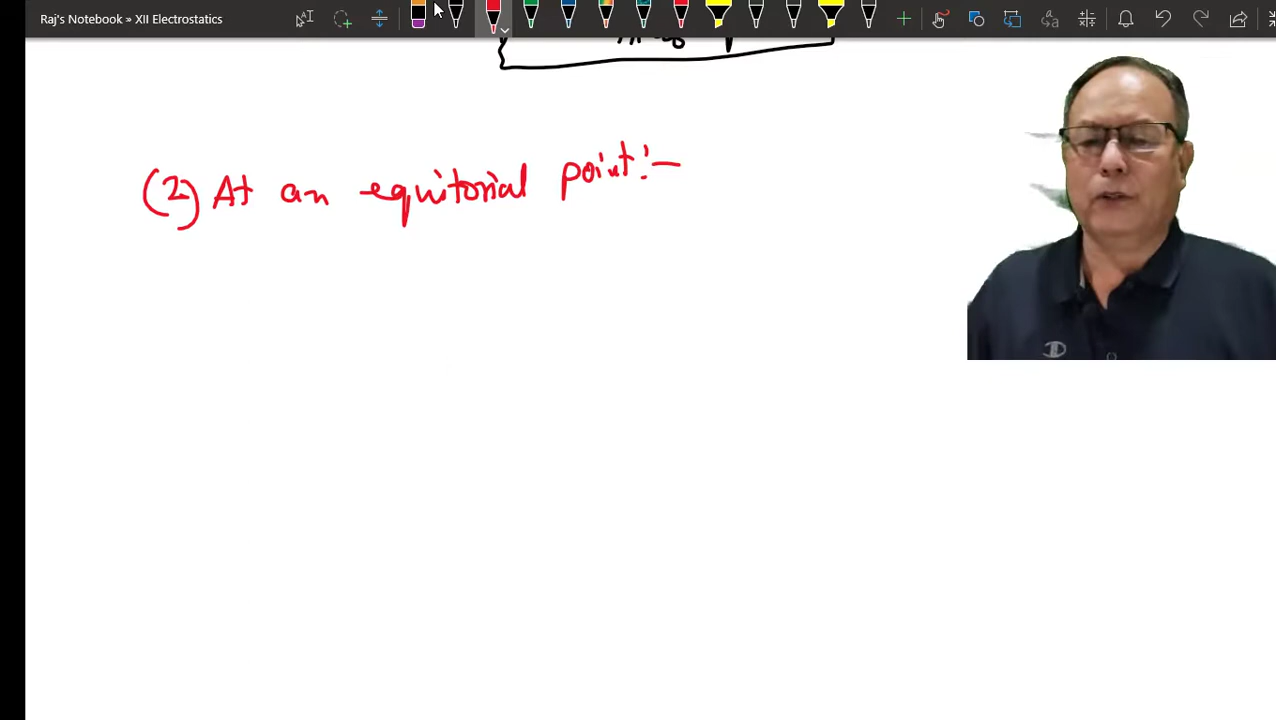 Raj's Notebook » XII Electrostatics
(2) At an equitorial point :-